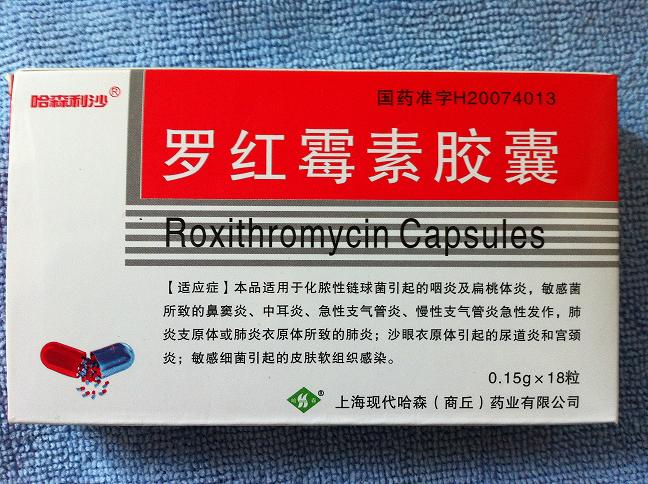 哈森利沙®
国药准字H20074013
罗红霉素胶囊
Roxithromycin Capsules
【适应症】本品适用于化脓性链球菌引起的咽炎及扁桃体炎，敏感菌
所致的鼻窦炎、中耳炎、急性支气管炎、慢性支气管炎急性发作，肺
炎支原体或肺炎衣原体所致的肺炎；沙眼衣原体引起的尿道炎和宫颈
炎；敏感细菌引起的皮肤软组织感染。
0.15g×18粒
哈 森 ® 上海现代哈森（商丘）药业有限公司